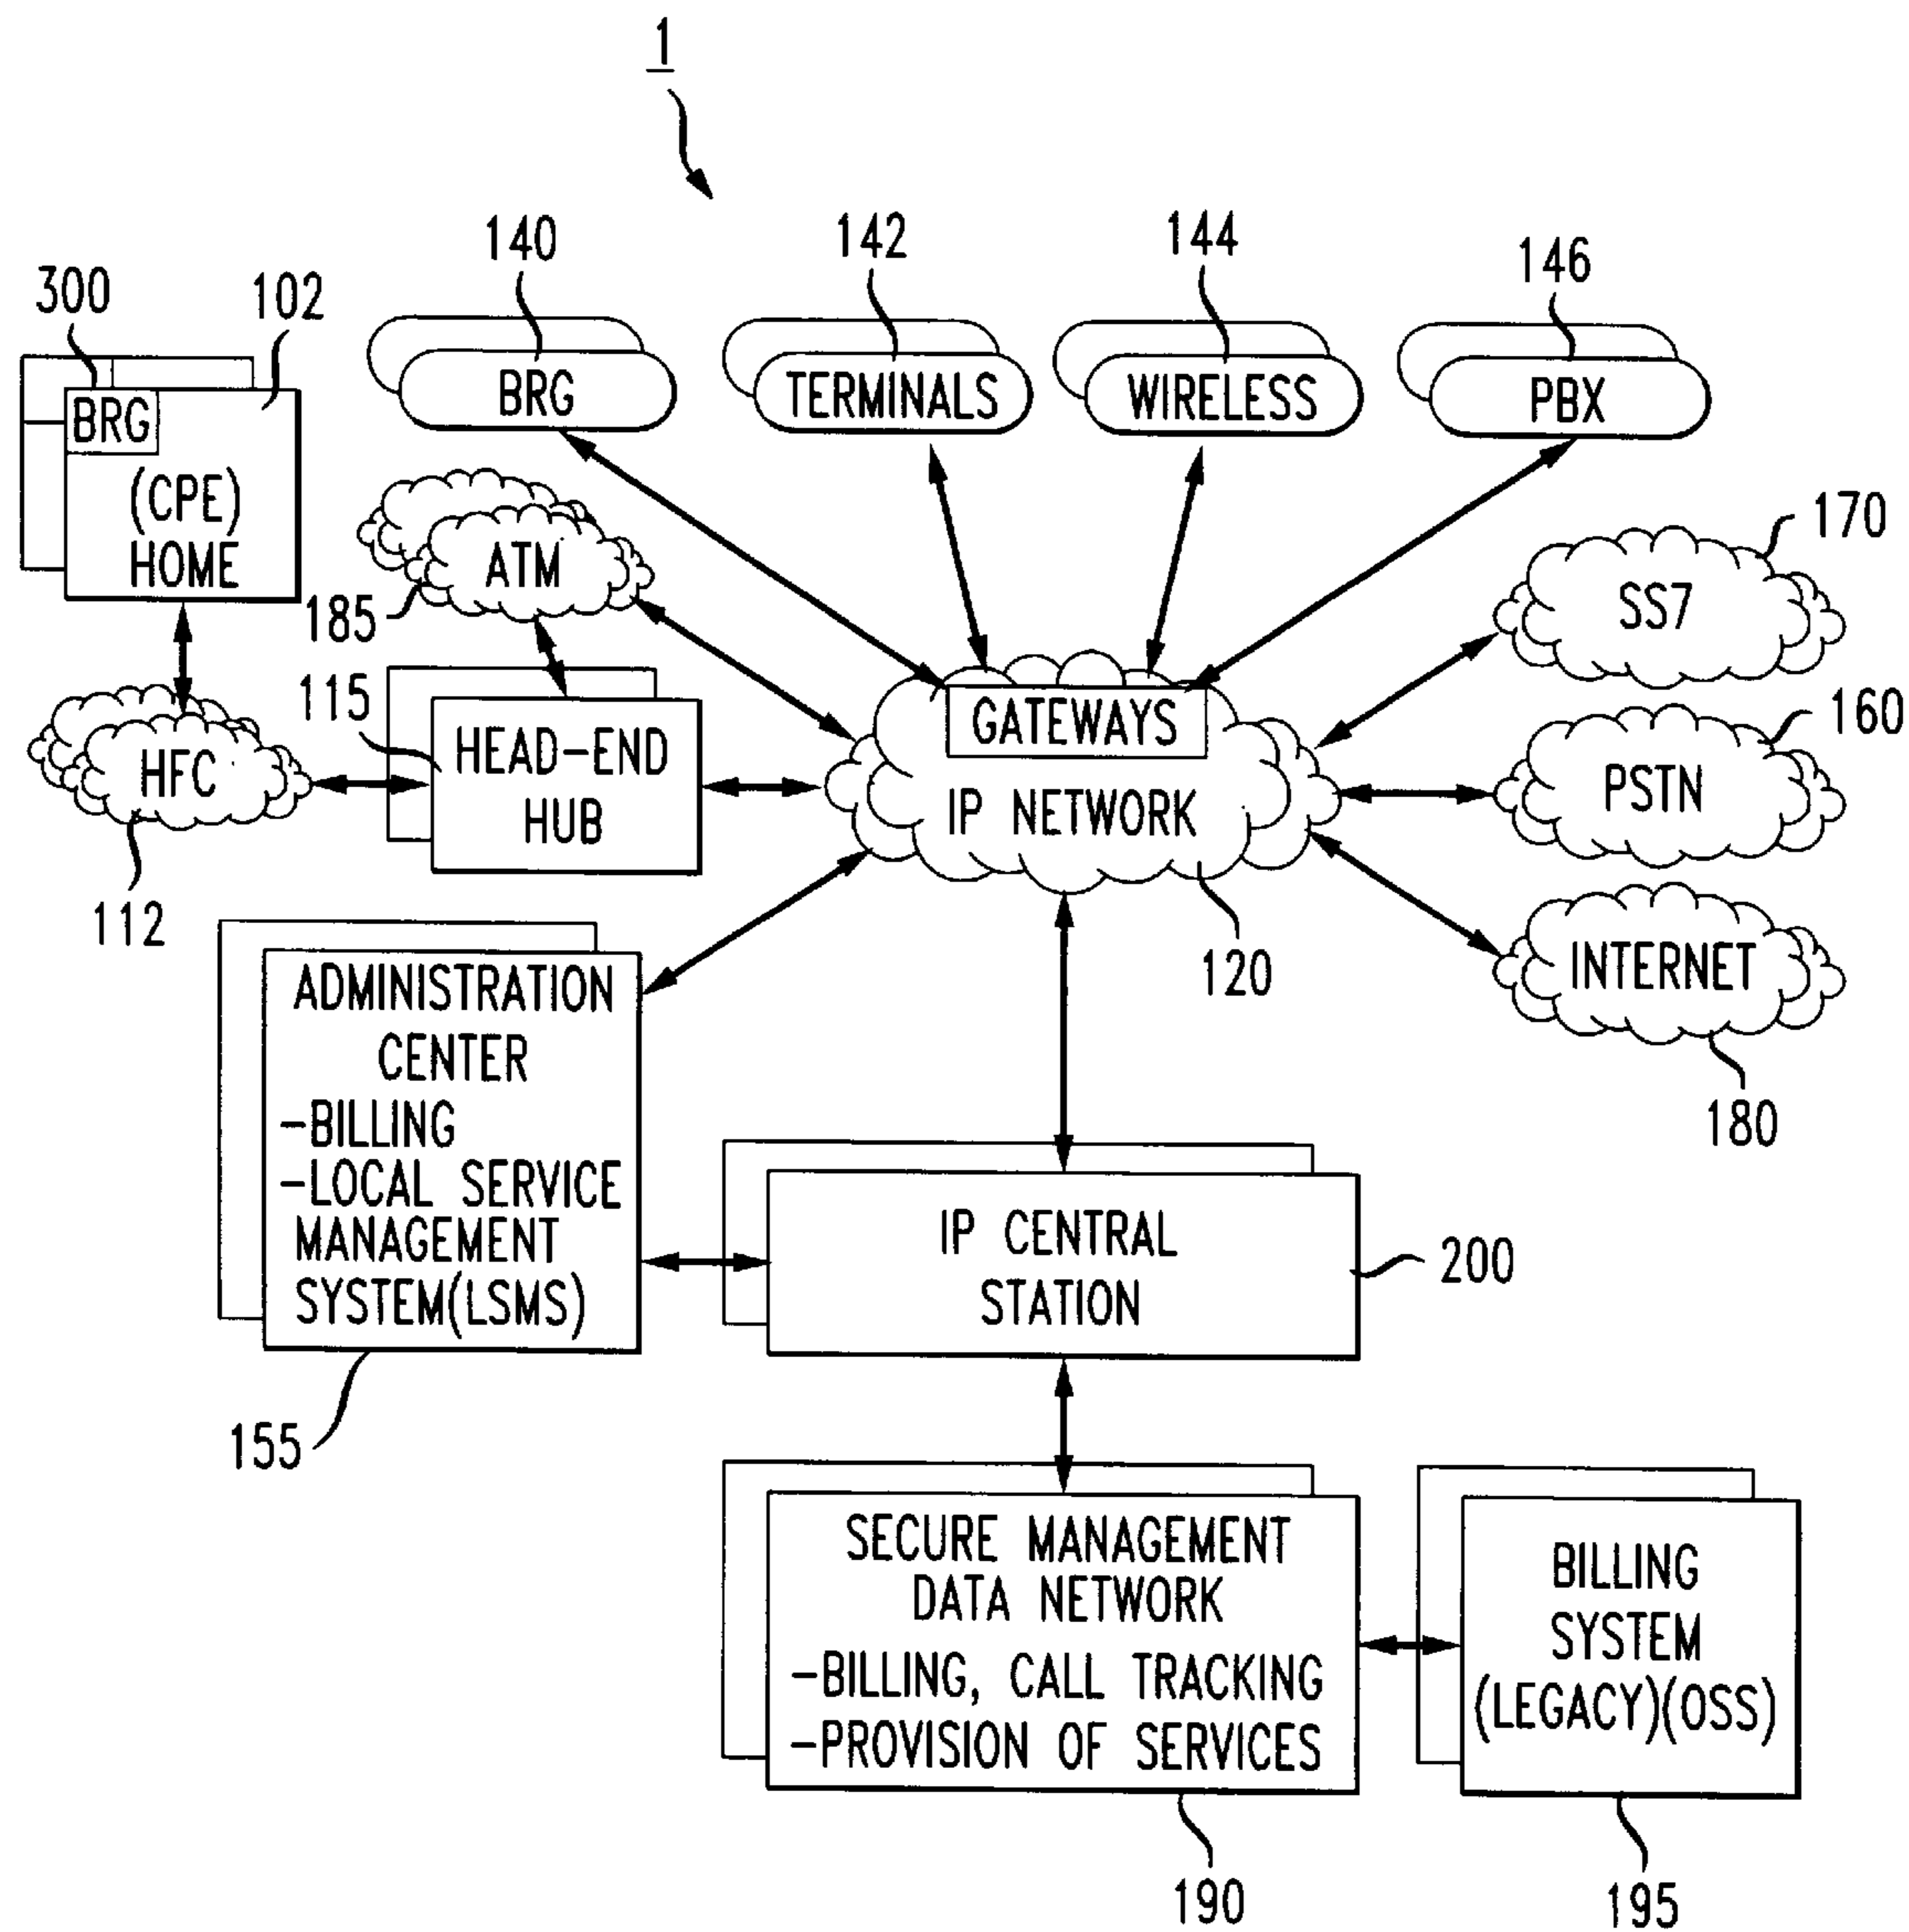 1
140
142
144
146
300
102
BRG
TERMINALS
WIRELESS
PBX
BRG
(CPE)
HOME
ATM
185
170
SS7
115
HEAD-END
HUB
GATEWAYS
IP NETWORK
160
PSTN
HFC
112
120
INTERNET
180
ADMINISTRATION
CENTER
-BILLING
-LOCAL SERVICE
MANAGEMENT
SYSTEM(LSMS)
155
IP CENTRAL
STATION
200
SECURE MANAGEMENT
DATA NETWORK
-BILLING, CALL TRACKING
-PROVISION OF SERVICES
190
BILLING
SYSTEM
(LEGACY)(OSS)
195